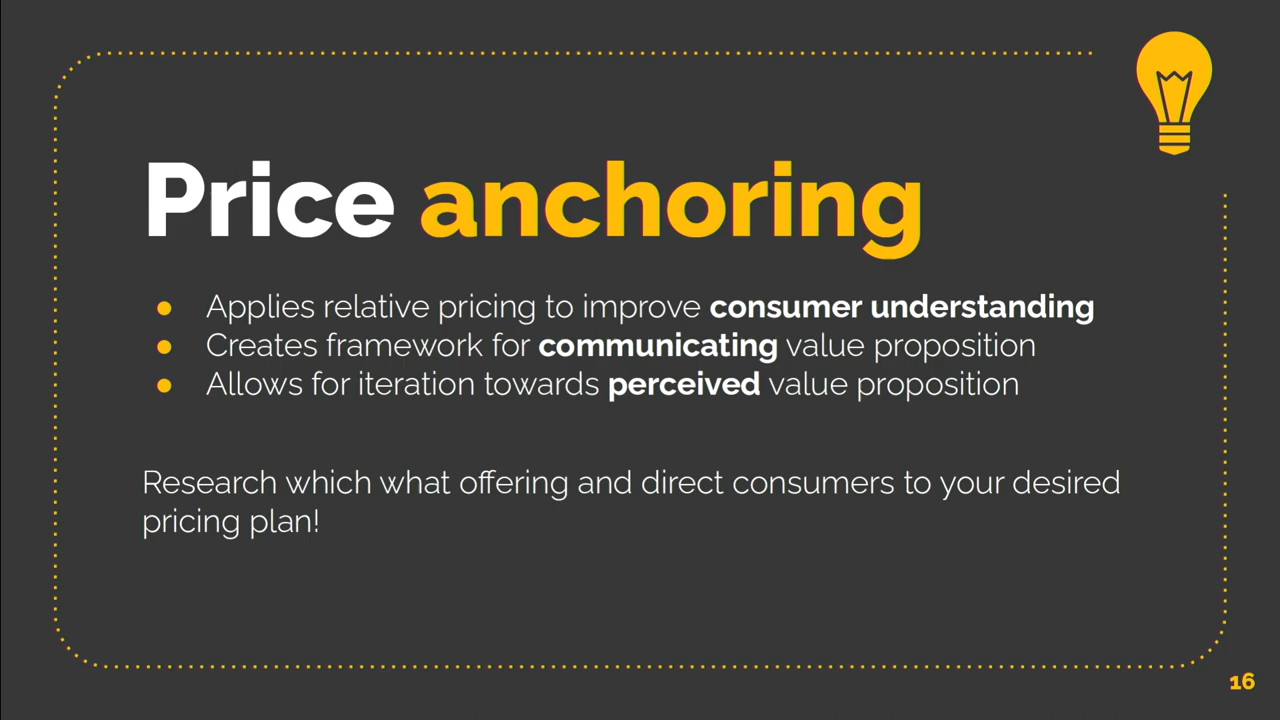 Price anchoring
● Applies relative pricing to improve consumer understanding
● Creates framework for communicating value proposition
● Allows for iteration towards perceived value proposition
Research which what offering and direct consumers to your desired
pricing plan!
16